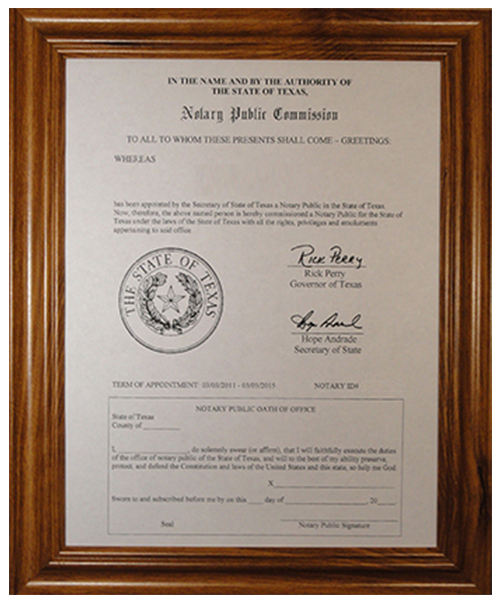 IN THE NAME AND BY THE AUTHORITY OF
THE STATE OF TEXAS,
Notary Public Commission
TO ALL TO WHOM THESE PRESENTS SHALL COME – GREETINGS:
WHEREAS
has been appointed by the Secretary of State of Texas a Notary Public in the State of Texas.
Now, therefore, the above named person is hereby commissioned a Notary Public for the State of
Texas under the laws of the State of Texas with all the rights, privileges and emoluments
appertaining to said office.
THE STATE OF TEXAS
Rick Perry
Rick Perry
Governor of Texas
Hope Andrade
Secretary of State
TERM OF APPOINTMENT 03/03/2011 - 03/03/2015 NOTARY ID#
NOTARY PUBLIC OATH OF OFFICE
State of Texas
County of
I, , do solemnly swear (or affirm), that I will faithfully execute the duties
of the office of notary public of the State of Texas, and will to the best of my ability preserve,
protect, and defend the Constitution and laws of the United States and this state, so help me God.
X
Sworn to and subscribed before me by on this day of , 20
Seal Notary Public Signature